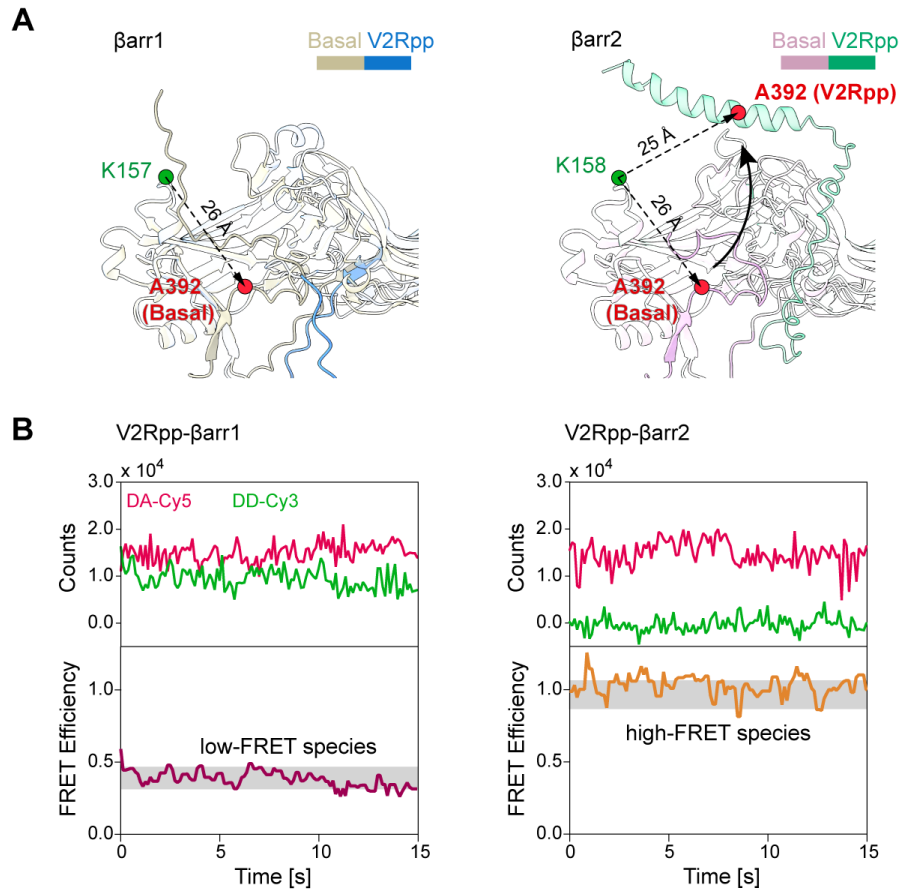 A
βarr1
Basal V2Rpp
K157
26 Å
A392
(Basal)
βarr2
Basal V2Rpp
A392 (V2Rpp)
25 Å
K158
26 Å
A392
(Basal)
B
V2Rpp-βarr1
x 10⁴
3.0
2.0
1.0
0.0
Counts
DA-Cy5 DD-Cy3
1.0
0.5
0.0
FRET Efficiency
low-FRET species
0 5 10 15
Time [s]
V2Rpp-βarr2
x 10⁴
3.0
2.0
1.0
0.0
Counts
1.0
0.5
0.0
FRET Efficiency
high-FRET species
0 5 10 15
Time [s]